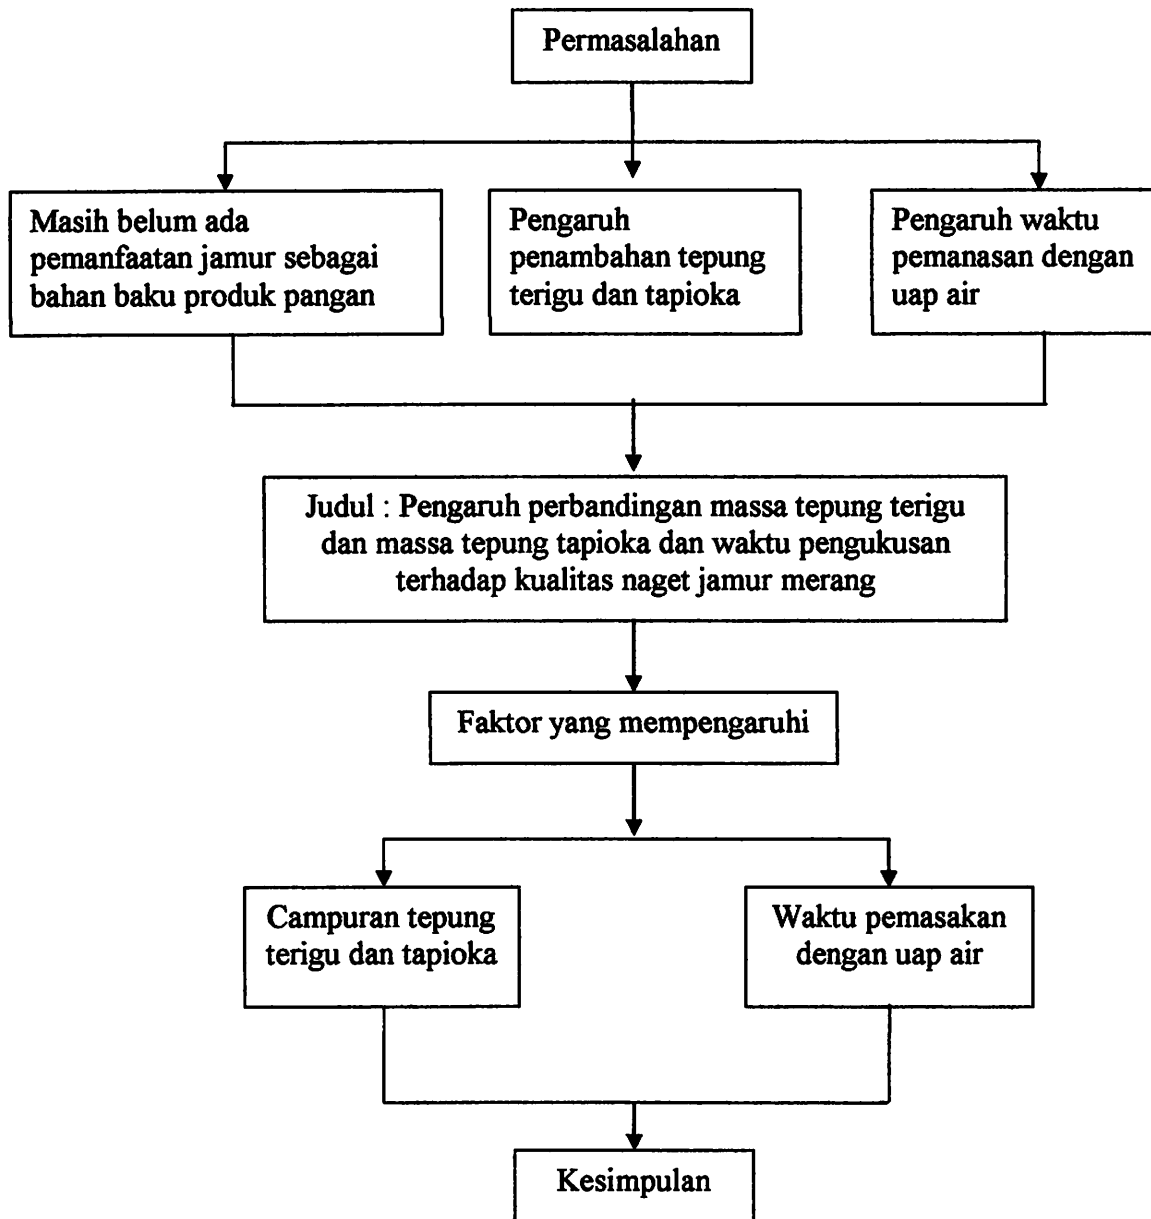 Permasalahan
Masih belum ada
pemanfaatan jamur sebagai
bahan baku produk pangan
Pengaruh
penambahan tepung
terigu dan tapioka
Pengaruh waktu
pemanasan dengan
uap air
Judul : Pengaruh perbandingan massa tepung terigu
dan massa tepung tapioka dan waktu pengukusan
terhadap kualitas naget jamur merang
Faktor yang mempengaruhi
Campuran tepung
terigu dan tapioka
Waktu pemasakan
dengan uap air
Kesimpulan